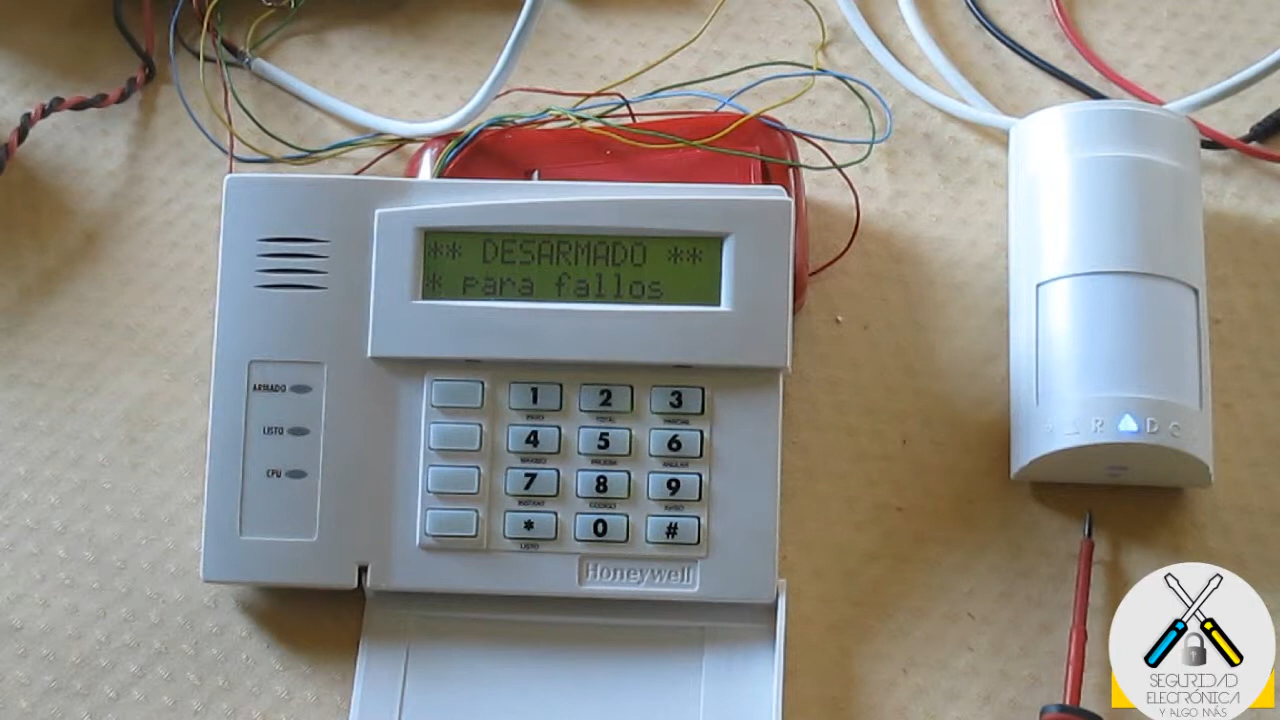 ** DESARMADO **
* para fallos
ARMADO
LISTO
CPU
1 2 3
4 5 6
7 8 9
* 0 #
LISTO
Honeywell
SEGURIDAD
ELECTRÓNICA
Y ALGO MÁS